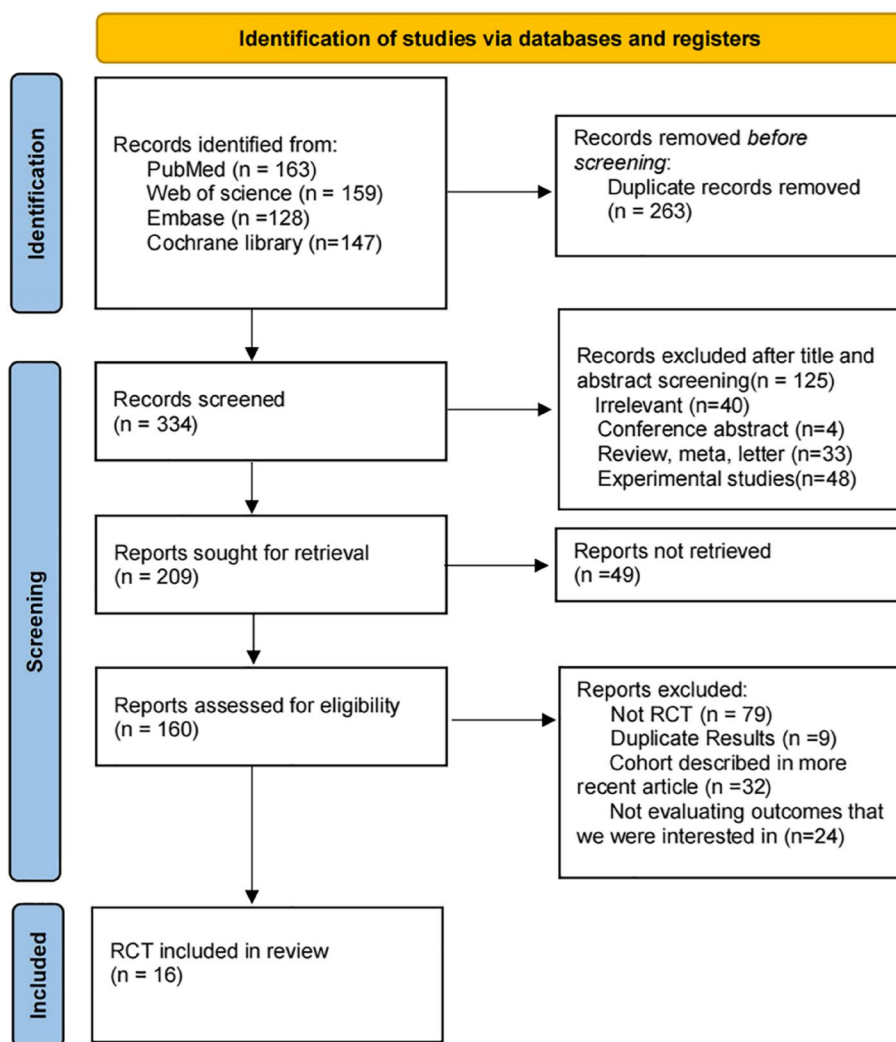 Identification of studies via databases and registers
Identification
Records identified from:
PubMed (n = 163)
Web of science (n = 159)
Embase (n =128)
Cochrane library (n=147)
Records removed before
screening:
Duplicate records removed
(n = 263)
Screening
Records screened
(n = 334)
Records excluded after title and
abstract screening(n = 125)
Irrelevant (n=40)
Conference abstract (n=4)
Review, meta, letter (n=33)
Experimental studies(n=48)
Reports sought for retrieval
(n = 209)
Reports not retrieved
(n =49)
Reports assessed for eligibility
(n = 160)
Reports excluded:
Not RCT (n = 79)
Duplicate Results (n =9)
Cohort described in more
recent article (n =32)
Not evaluating outcomes that
we were interested in (n=24)
Included
RCT included in review
(n = 16)